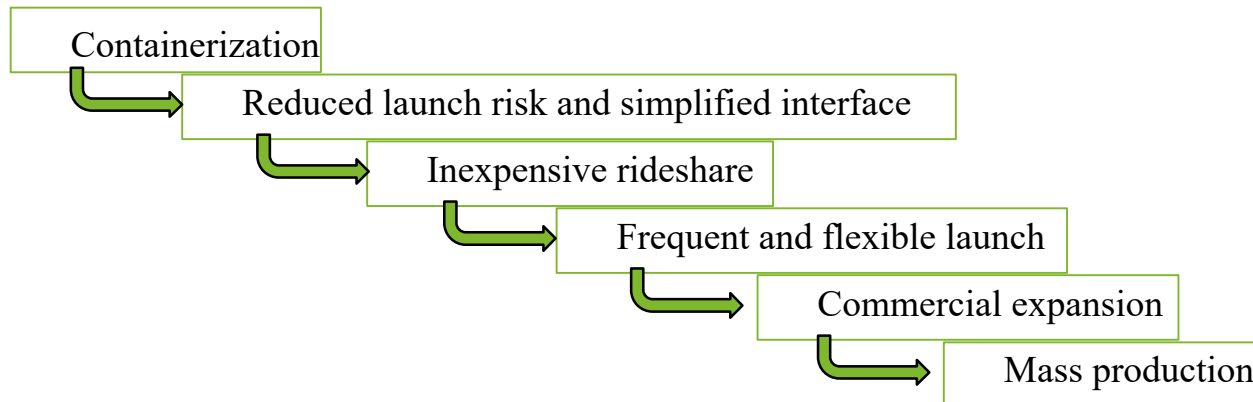 Containerization
Reduced launch risk and simplified interface
Inexpensive rideshare
Frequent and flexible launch
Commercial expansion
Mass production